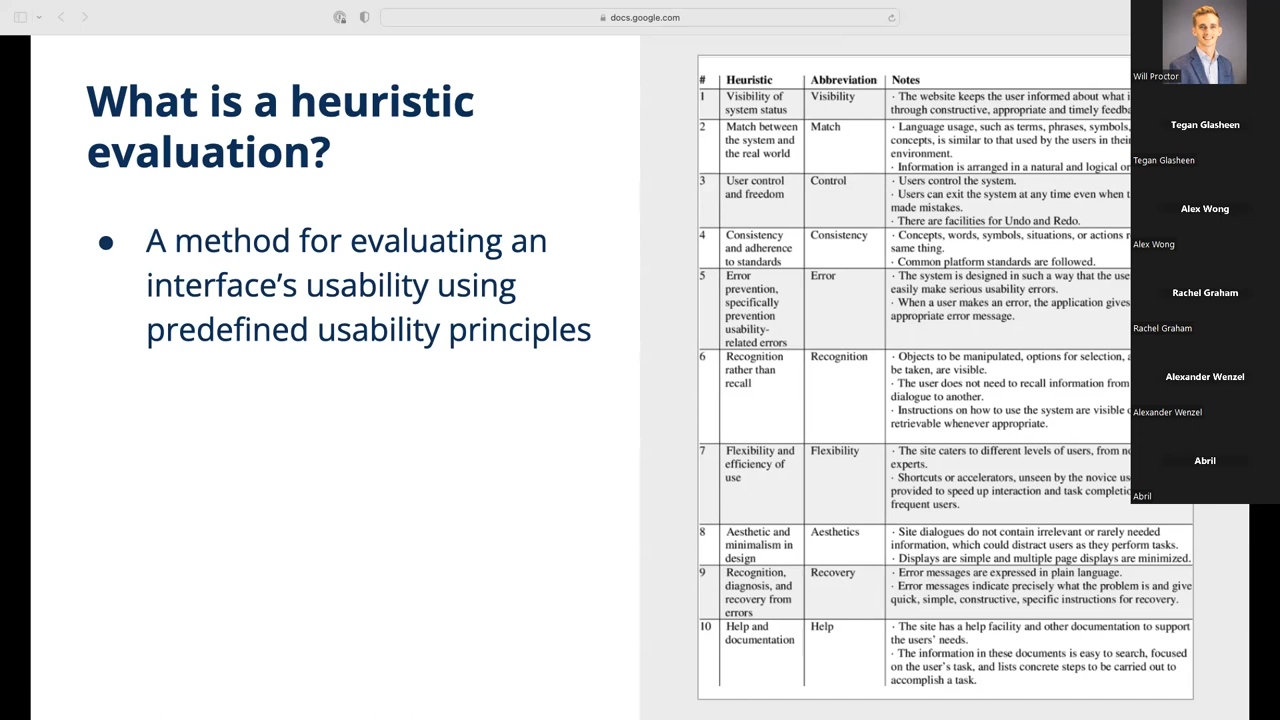 docs.google.com
What is a heuristic
evaluation?
● A method for evaluating an
interface’s usability using
predefined usability principles
# Heuristic Abbreviation Notes
1 Visibility of Visibility · The website keeps the user informed about what
system status through constructive, appropriate and timely
2 Match between Match · Language usage, such as terms, phrases, symbols,
the system and concepts, is similar to that used by the users in
the real world environment.
· Information is arranged in a natural and logical
3 User control Control · Users control the system.
and freedom · Users can exit the system at any time even when
made mistakes.
· There are facilities for Undo and Redo.
4 Consistency Consistency · Concepts, words, symbols, situations, or actions
and adherence same thing.
to standards · Common platform standards are followed.
5 Error Error · The system is designed in such a way that the
prevention, easily make serious usability errors.
specifically · When a user makes an error, the application gives
prevention appropriate error message.
usability-
related errors
6 Recognition Recognition · Objects to be manipulated, options for selection,
rather than be taken, are visible.
recall · The user does not need to recall information from
dialogue to another.
· Instructions on how to use the system are visible
retrievable whenever appropriate.
7 Flexibility and Flexibility · The site caters to different levels of users, from
efficiency of experts.
use · Shortcuts or accelerators, unseen by the novice
provided to speed up interaction and task
frequent users.
8 Aesthetic and Aesthetics · Site dialogues do not contain irrelevant or rarely needed
minimalism in information, which could distract users as they perform tasks.
design · Displays are simple and multiple page displays are minimized.
9 Recognition, Recovery · Error messages are expressed in plain language.
diagnosis, and · Error messages indicate precisely what the problem is and give
recovery from quick, simple, constructive, specific instructions for recovery.
errors
10 Help and Help · The site has a help facility and other documentation to support
documentation the users’ needs.
· The information in these documents is easy to search, focused
on the user’s task, and lists concrete steps to be carried out to
accomplish a task.
Will Proctor
Tegan Glasheen
Tegan Glasheen
Alex Wong
Alex Wong
Rachel Graham
Rachel Graham
Alexander Wenzel
Alexander Wenzel
Abril
Abril